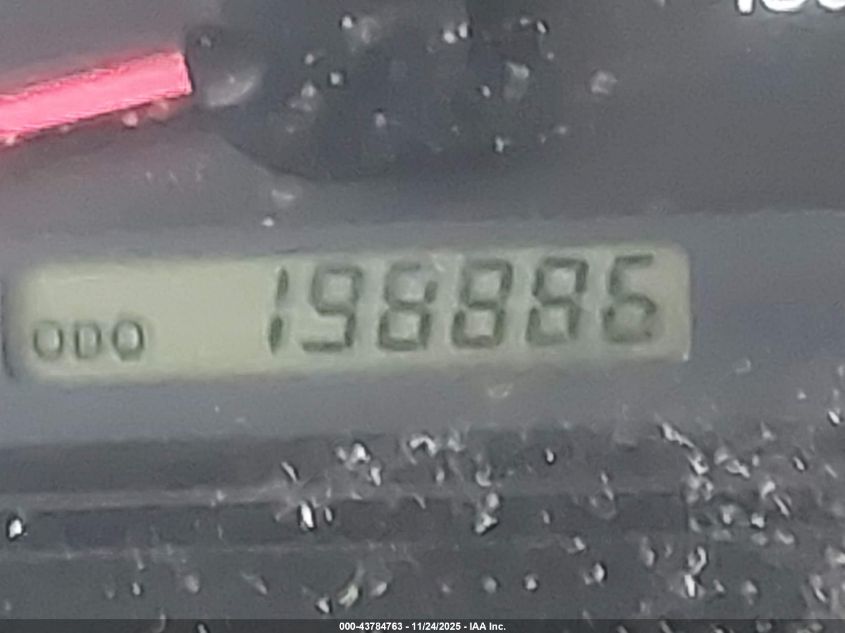 ODO 198886
000-43784763 - 11/24/2025 - IAA Inc.